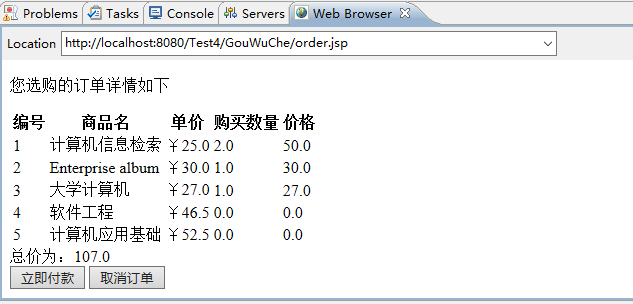 Problems Tasks Console Servers Web Browser
Location http://localhost:8080/Test4/GouWuChe/order.jsp
您选购的订单详情如下
编号 商品名 单价 购买数量 价格
1 计算机信息检索 ￥25.0 2.0 50.0
2 Enterprise album ￥30.0 1.0 30.0
3 大学计算机 ￥27.0 1.0 27.0
4 软件工程 ￥46.5 0.0 0.0
5 计算机应用基础 ￥52.5 0.0 0.0
总价为：107.0
立即付款 取消订单